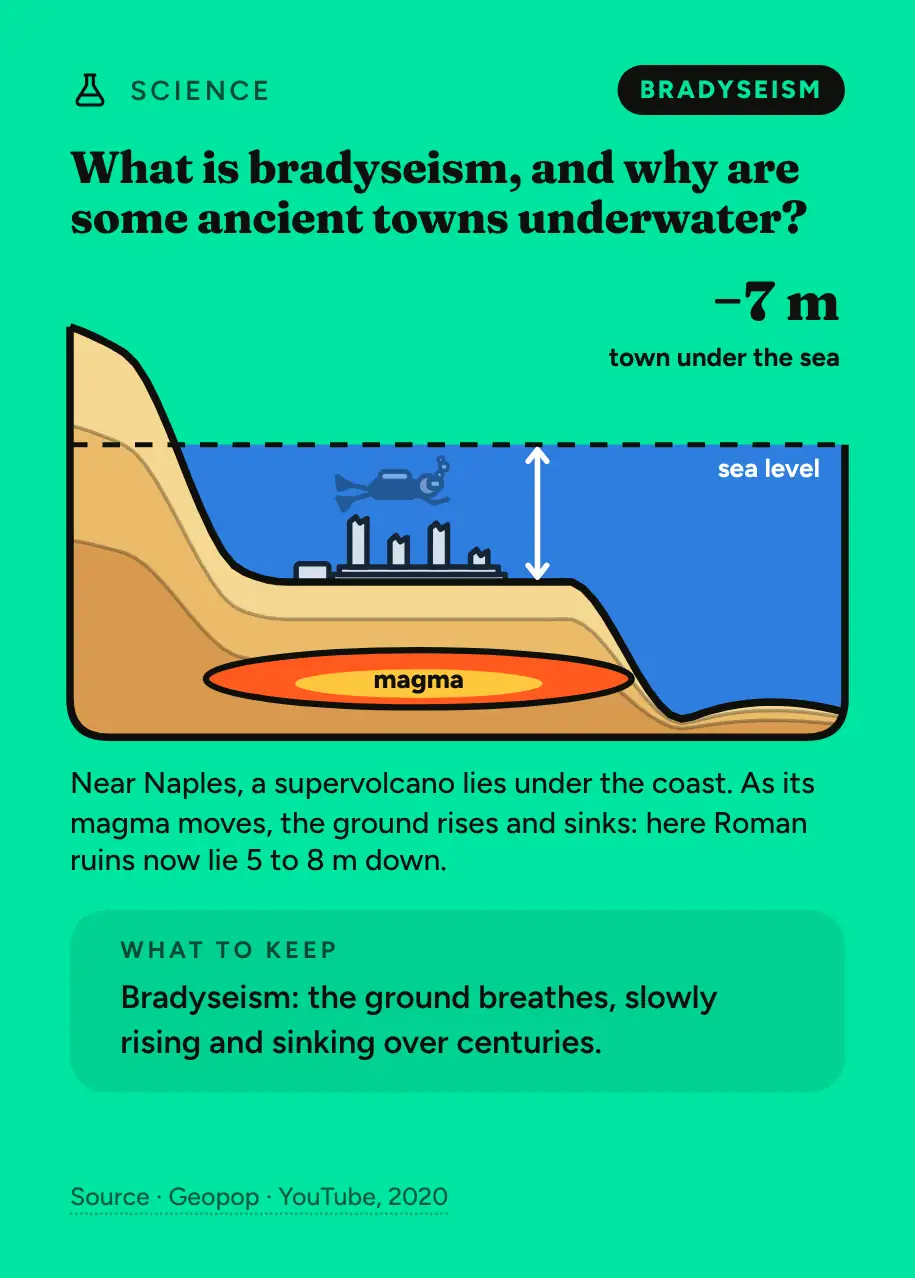 SCIENCE
BRADYSEISM
What is bradyseism, and why are
some ancient towns underwater?
−7 m
town under the sea
sea level
magma
Near Naples, a supervolcano lies under the coast. As its
magma moves, the ground rises and sinks: here Roman
ruins now lie 5 to 8 m down.
WHAT TO KEEP
Bradyseism: the ground breathes, slowly
rising and sinking over centuries.
Source · Geopop · YouTube, 2020